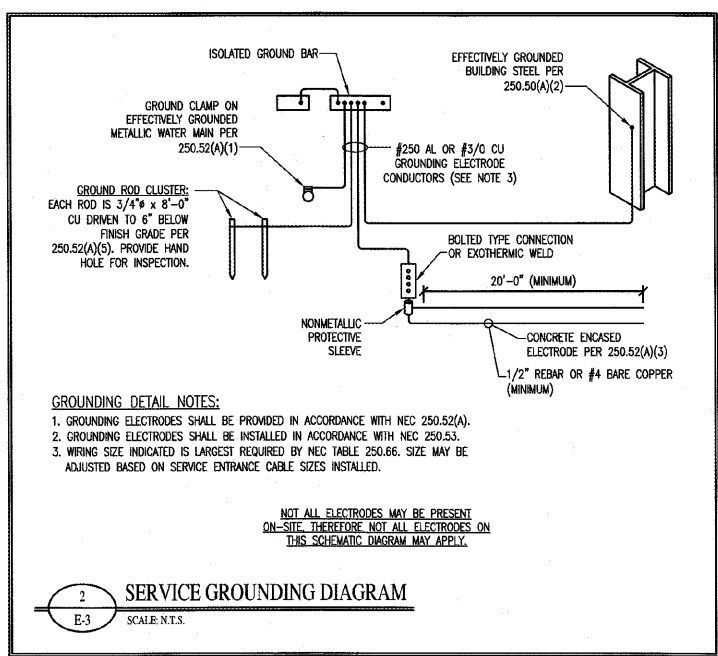 ISOLATED GROUND BAR
EFFECTIVELY GROUNDED
BUILDING STEEL PER
250.50(A)(2)
GROUND CLAMP ON
EFFECTIVELY GROUNDED
METALLIC WATER MAIN PER
250.52(A)(1)
#250 AL OR #3/0 CU
GROUNDING ELECTRODE
CONDUCTORS (SEE NOTE 3)
GROUND ROD CLUSTER:
EACH ROD IS 3/4"ø x 8'-0"
CU DRIVEN TO 6" BELOW
FINISH GRADE PER
250.52(A)(5). PROVIDE HAND
HOLE FOR INSPECTION.
BOLTED TYPE CONNECTION
OR EXOTHERMIC WELD
20'-0" (MINIMUM)
NONMETALLIC
PROTECTIVE
SLEEVE
CONCRETE ENCASED
ELECTRODE PER 250.52(A)(3)
1/2" REBAR OR #4 BARE COPPER
(MINIMUM)
GROUNDING DETAIL NOTES:
1. GROUNDING ELECTRODES SHALL BE PROVIDED IN ACCORDANCE WITH NEC 250.52(A).
2. GROUNDING ELECTRODES SHALL BE INSTALLED IN ACCORDANCE WITH NEC 250.53.
3. WIRING SIZE INDICATED IS LARGEST REQUIRED BY NEC TABLE 250.66. SIZE MAY BE
ADJUSTED BASED ON SERVICE ENTRANCE CABLE SIZES INSTALLED.
NOT ALL ELECTRODES MAY BE PRESENT
ON-SITE, THEREFORE NOT ALL ELECTRODES ON
THIS SCHEMATIC DIAGRAM MAY APPLY.
2
E-3
SERVICE GROUNDING DIAGRAM
SCALE: N.T.S.